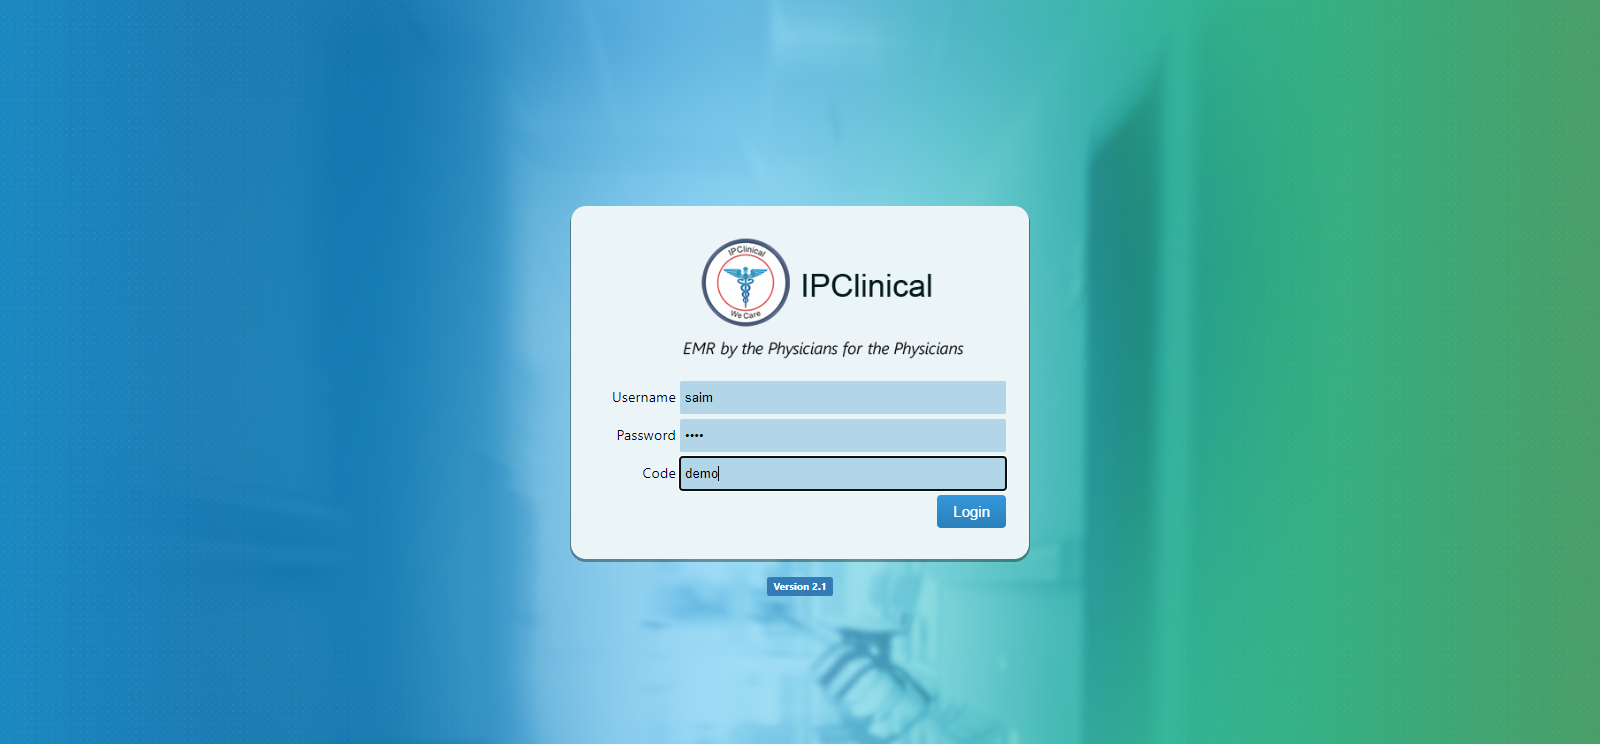 IPClinical
We Care
IPClinical
EMR by the Physicians for the Physicians
Username saim
Password ••••
Code demo
Login
Version 2.1